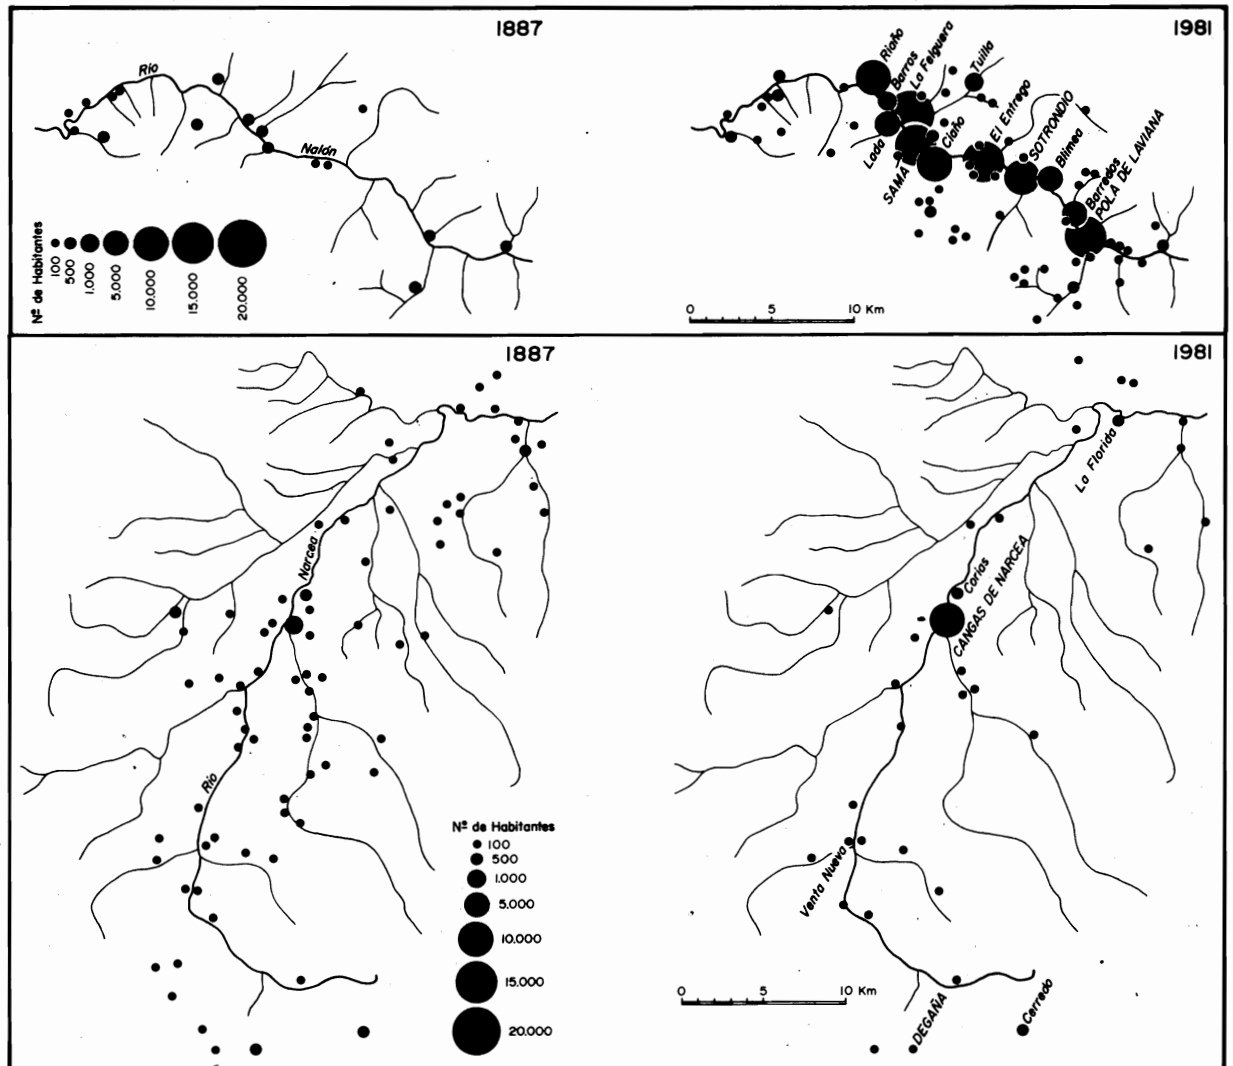 1887
Río
Nalón
Nº de Habitantes
100
500
1.000
5.000
10.000
15.000
20.000
1981
Riaño
Barros
La Felguera
Tuilla
Lada
SAMA
Ciaño
El Entrego
SOTRONDIO
Blimea
Barredos
POLA DE LAVIANA
0 5 10 Km
1887
Narcea
Río
Nº de Habitantes
100
500
1.000
5.000
10.000
15.000
20.000
1981
La Florida
Corias
CANGAS DE NARCEA
Venta Nueva
0 5 10 Km
DEGAÑA
Cerredo